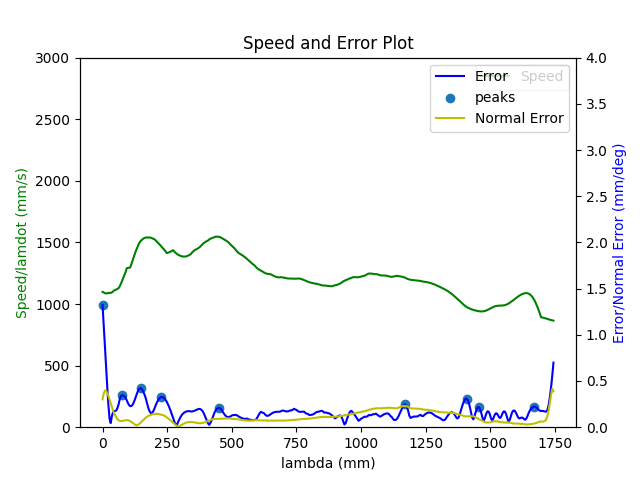 Speed and Error Plot
3000
2500
2000
1500
1000
500
0
Speed/lamdot (mm/s)
4.0
3.5
3.0
2.5
2.0
1.5
1.0
0.5
0.0
Error/Normal Error (mm/deg)
Error
Speed
peaks
Normal Error
0 250 500 750 1000 1250 1500 1750
lambda (mm)